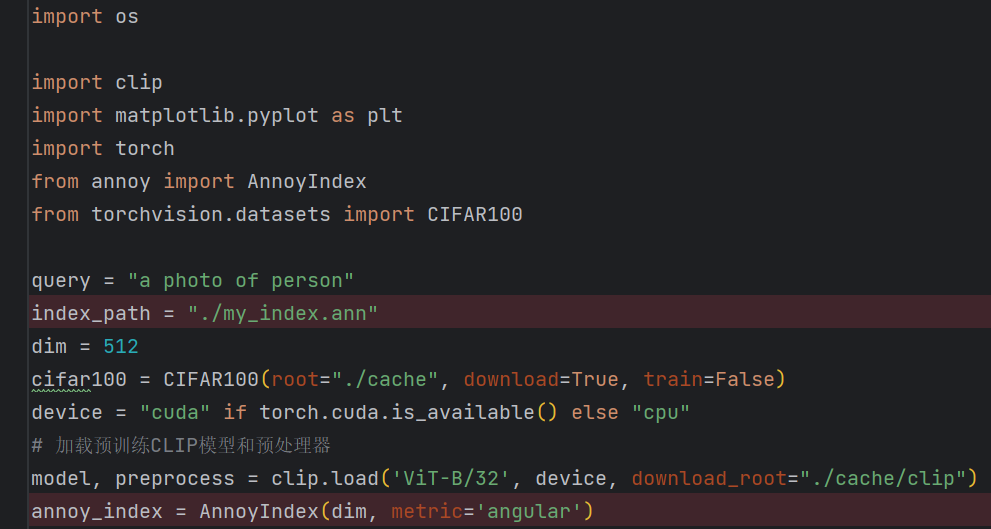 import os
import clip
import matplotlib.pyplot as plt
import torch
from annoy import AnnoyIndex
from torchvision.datasets import CIFAR100
query = "a photo of person"
index_path = "./my_index.ann"
dim = 512
cifar100 = CIFAR100(root="./cache", download=True, train=False)
device = "cuda" if torch.cuda.is_available() else "cpu"
# 加载预训练CLIP模型和预处理器
model, preprocess = clip.load('ViT-B/32', device, download_root="./cache/clip")
annoy_index = AnnoyIndex(dim, metric='angular')